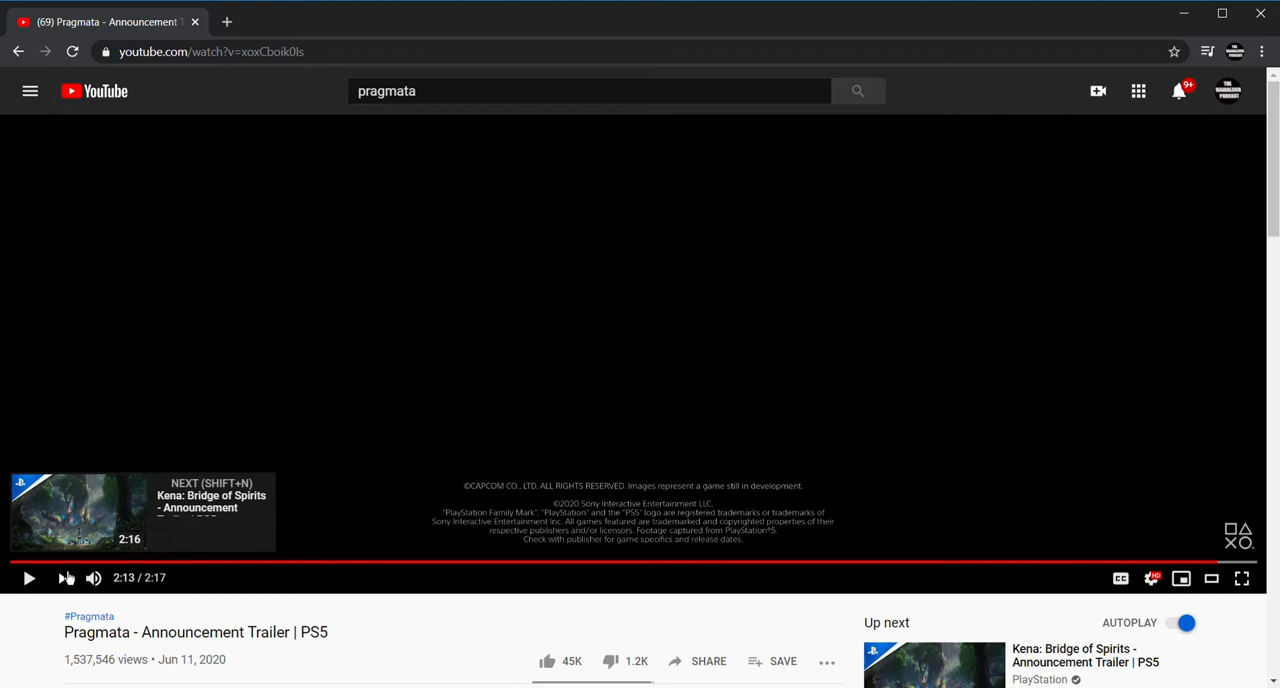 (69) Pragmata - Announcement T
youtube.com/watch?v=xoxCboik0Is
YouTube
pragmata
9+
THE
PODCAST
NEXT (SHIFT+N)
Kena: Bridge of Spirits
- Announcement
2:16
©CAPCOM CO., LTD. ALL RIGHTS RESERVED. Images represent a game still in development.
©2020 Sony Interactive Entertainment LLC.
"PlayStation Family Mark", "PlayStation" and the "PS5" logo are registered trademarks or trademarks of
Sony Interactive Entertainment Inc. All games featured are trademarked and copyrighted properties of their
respective publishers and/or licensors. Footage captured from PlayStation®5.
Check with publisher for game specifics and release dates.
2:13 / 2:17
CC
HD
#Pragmata
Pragmata - Announcement Trailer | PS5
1,537,546 views • Jun 11, 2020
45K
1.2K
SHARE
SAVE
Up next
AUTOPLAY
Kena: Bridge of Spirits -
Announcement Trailer | PS5
PlayStation